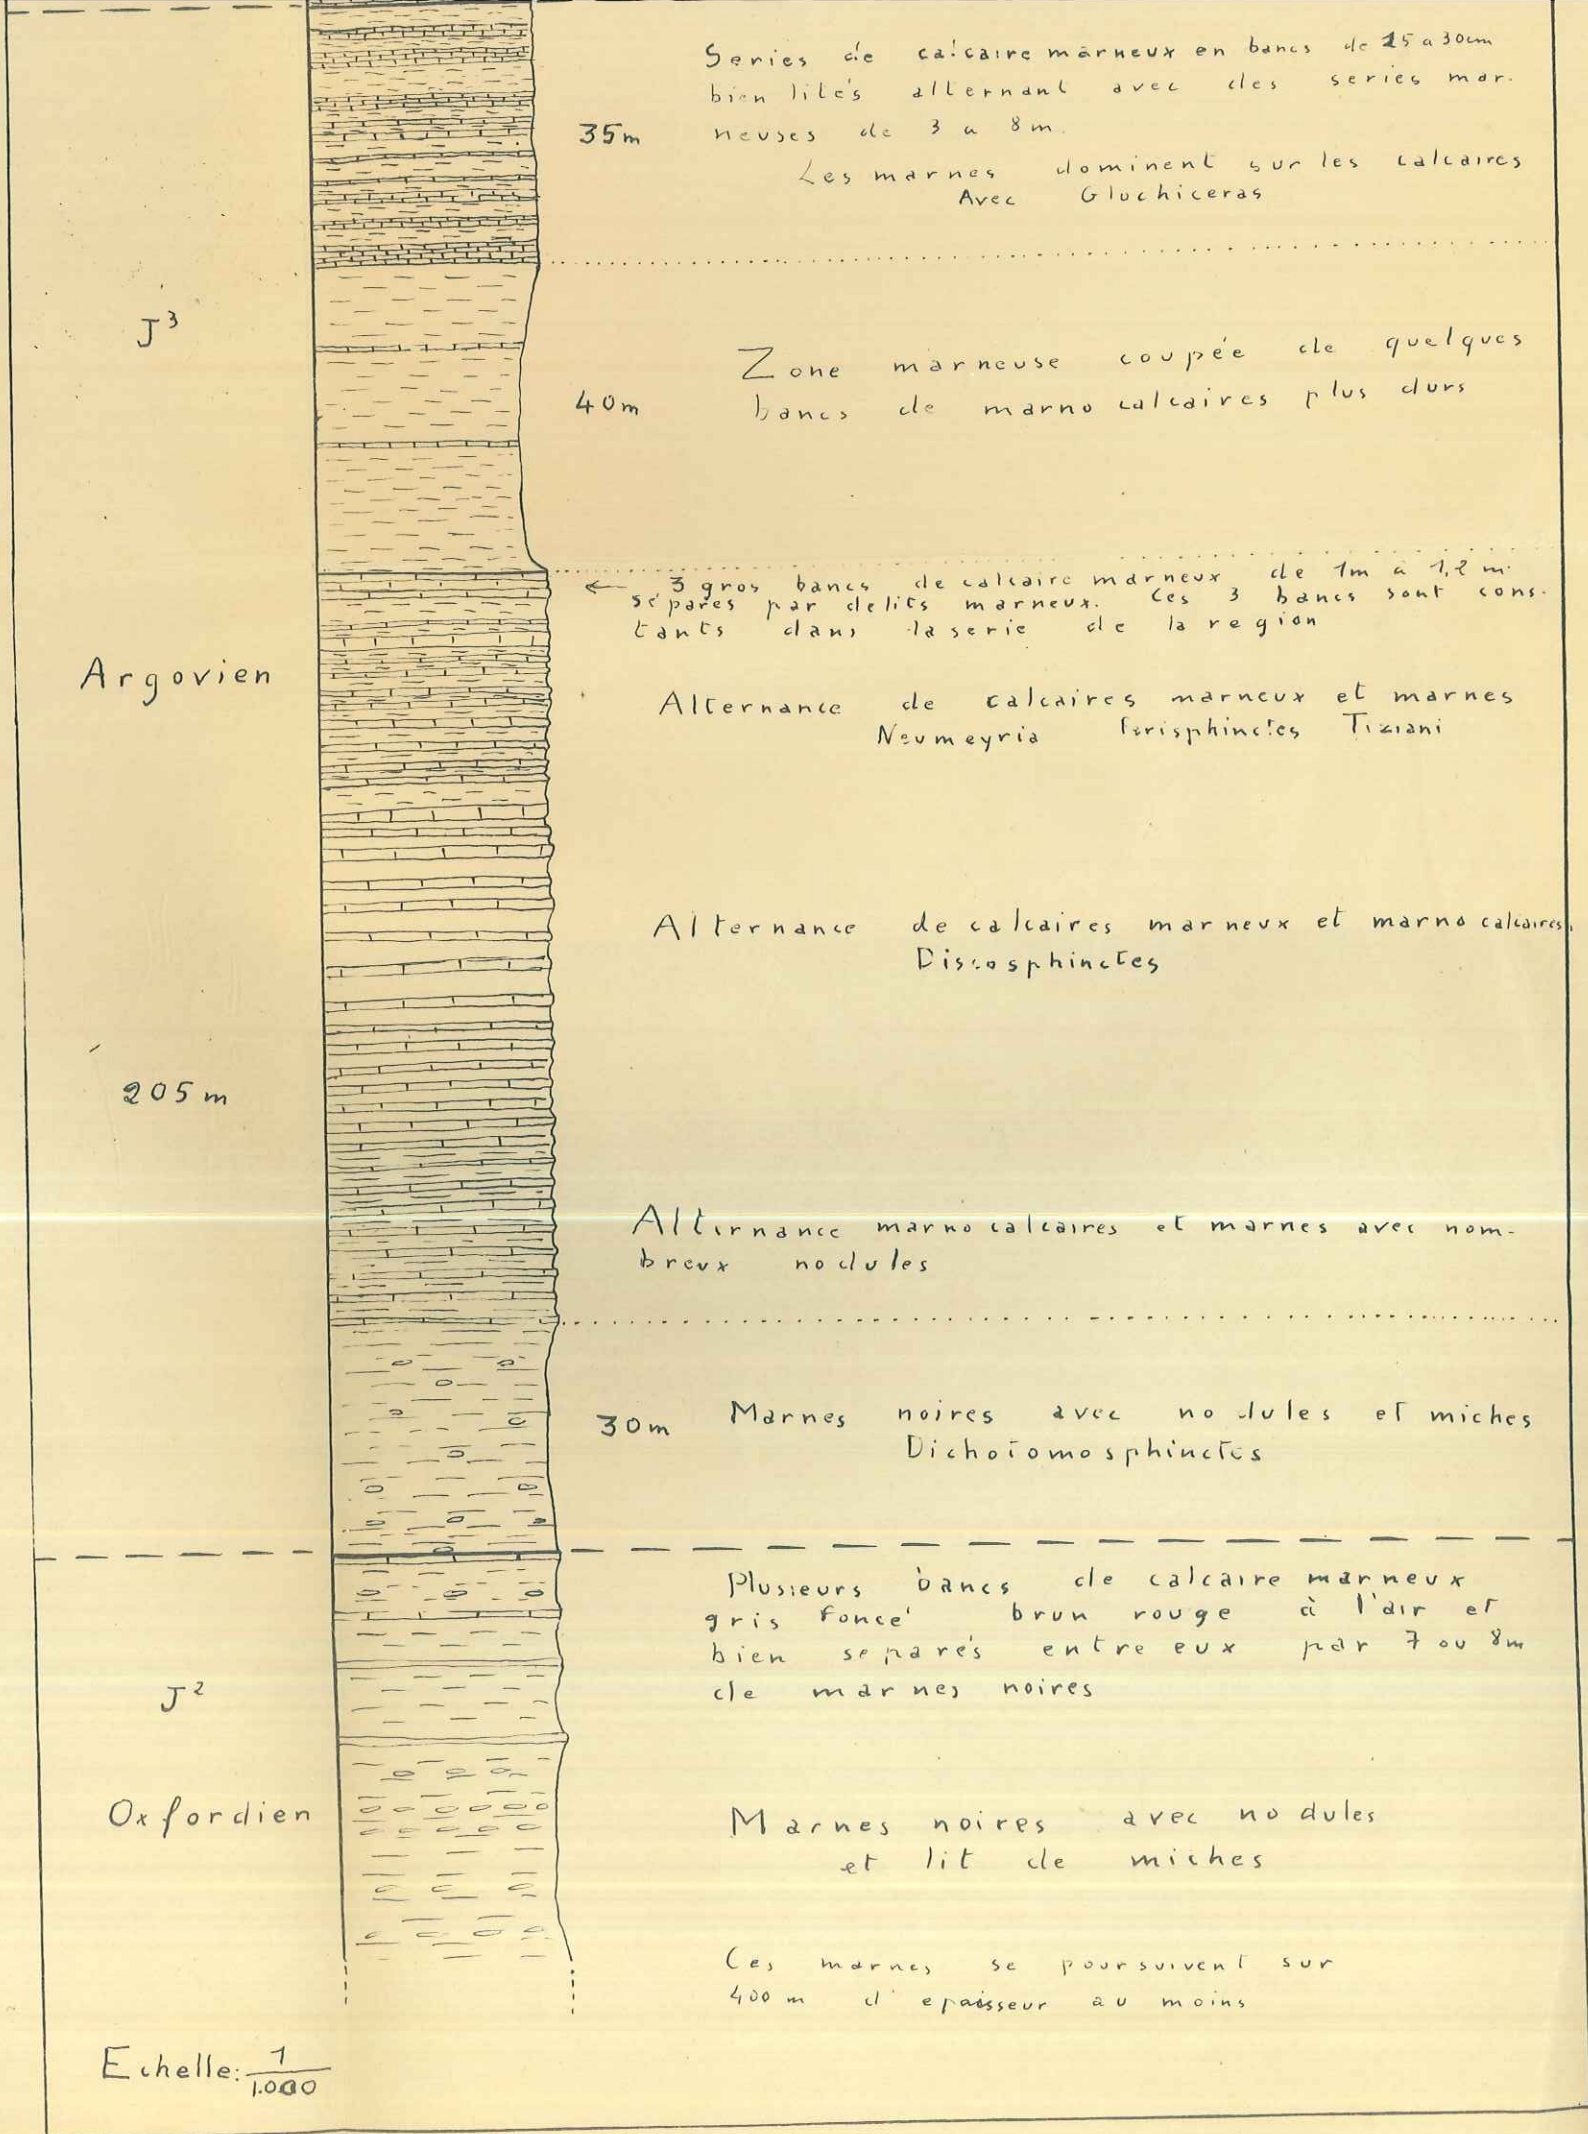 Series de calcaire marneux en bancs de 25 a 30cm
bien lités alternant avec des series mar-
35m
neuses de 3 a 8m.
Les marnes dominent sur les calcaires
Avec Glochiceras
J³
Zone marneuse coupée de quelques
40m
bancs de marno calcaires plus durs
← 3 gros bancs de calcaire marneux de 1m a 1,2m.
séparés par delits marneux. Ces 3 bancs sont cons-
tants dans la serie de la region
Argovien
Alternance de calcaires marneux et marnes
Neumeyria Perisphinctes Tiziani
Alternance de calcaires marneux et marno calcaires.
Discosphinctes
205m
Alternance marno calcaires et marnes avec nom-
breux nodules
30m
Marnes noires avec nodules et miches
Dichotomosphinctes
Plusieurs bancs de calcaire marneux
gris foncé brun rouge à l'air et
bien separés entre eux par 7 ou 8m
de marnes noires
J²
Oxfordien
Marnes noires avec nodules
et lit de miches
Ces marnes se poursuivent sur
400m d'epaisseur au moins
Echelle: 1/1.000